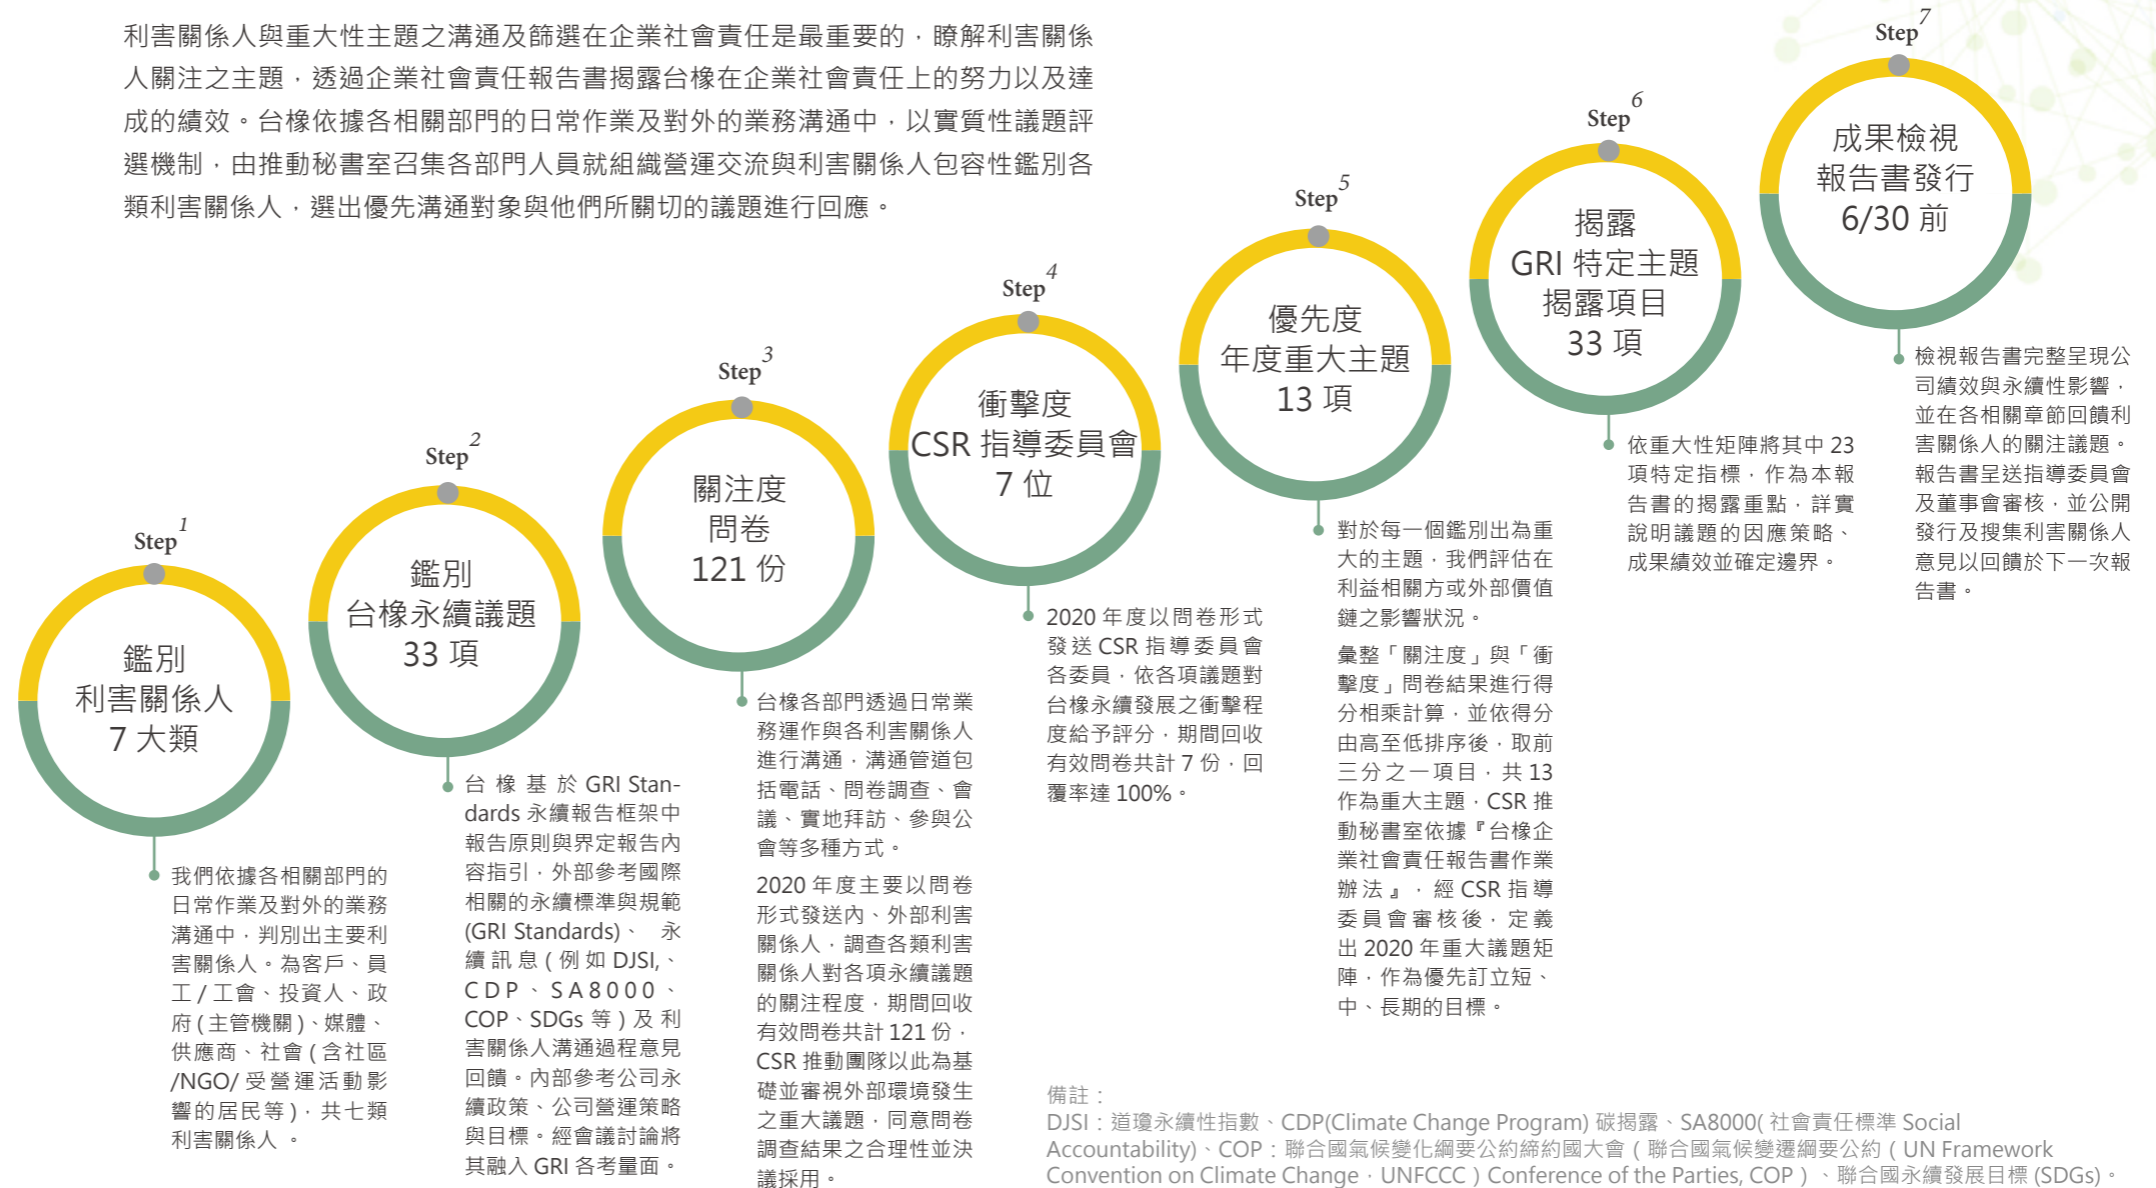 利害關係人與重大性主題之溝通及篩選在企業社會責任是最重要的，瞭解利害關係
人關注之主題，透過企業社會責任報告書揭露台橡在企業社會責任上的努力以及達
成的績效。台橡依據各相關部門的日常作業及對外的業務溝通中，以實質性議題評
選機制，由推動秘書室召集各部門人員就組織營運交流與利害關係人包容性鑑別各
類利害關係人，選出優先溝通對象與他們所關切的議題進行回應。
Step 1
鑑別
利害關係人
7 大類
我們依據各相關部門的
日常作業及對外的業務
溝通中，判別出主要利
害關係人。為客戶、員
工 / 工會、投資人、政
府 ( 主管機關 )、媒體、
供應商、社會 ( 含社區
/NGO/ 受營運活動影
響的居民等 )，共七類
利害關係人 。
Step 2
鑑別
台橡永續議題
33 項
台 橡 基 於 GRI Stan-
dards 永續報告框架中
報告原則與界定報告內
容指引，外部參考國際
相關的永續標準與規範
(GRI Standards)、 永
續 訊 息 ( 例 如 DJSI,、
CDP、SA8000、
COP、SDGs 等 ) 及 利
害關係人溝通過程意見
回饋。內部參考公司永
續政策、公司營運策略
與目標。經會議討論將
其融入 GRI 各考量面。
Step 3
關注度
問卷
121 份
台橡各部門透過日常業
務運作與各利害關係人
進行溝通，溝通管道包
括電話、問卷調查、會
議、實地拜訪、參與公
會等多種方式。
2020 年度主要以問卷
形式發送內、外部利害
關係人，調查各類利害
關係人對各項永續議題
的關注程度，期間回收
有效問卷共計 121 份，
CSR 推動團隊以此為基
礎並審視外部環境發生
之重大議題，同意問卷
調查結果之合理性並決
議採用。
Step 4
衝擊度
CSR 指導委員會
7 位
2020 年度以問卷形式
發送 CSR 指導委員會
各委員，依各項議題對
台橡永續發展之衝擊程
度給予評分，期間回收
有效問卷共計 7 份，回
覆率達 100%。
Step 5
優先度
年度重大主題
13 項
對於每一個鑑別出為重
大的主題，我們評估在
利益相關方或外部價值
鏈之影響狀況。
彙整「關注度」與「衝
擊度」問卷結果進行得
分相乘計算，並依得分
由高至低排序後，取前
三分之一項目，共 13
作為重大主題，CSR 推
動秘書室依據『台橡企
業社會責任報告書作業
辦法』，經 CSR 指導
委員會審核後，定義
出 2020 年重大議題矩
陣，作為優先訂立短、
中、長期的目標。
Step 6
揭露
GRI 特定主題
揭露項目
33 項
依重大性矩陣將其中 23
項特定指標，作為本報
告書的揭露重點，詳實
說明議題的因應策略、
成果績效並確定邊界。
Step 7
成果檢視
報告書發行
6/30 前
檢視報告書完整呈現公
司績效與永續性影響，
並在各相關章節回饋利
害關係人的關注議題。
報告書呈送指導委員會
及董事會審核，並公開
發行及搜集利害關係人
意見以回饋於下一次報
告書。
備註：
DJSI：道瓊永續性指數、CDP(Climate Change Program) 碳揭露、SA8000( 社會責任標準 Social
Accountability)、COP：聯合國氣候變化綱要公約締約國大會（聯合國氣候變遷綱要公約（UN Framework
Convention on Climate Change，UNFCCC）Conference of the Parties, COP）、聯合國永續發展目標 (SDGs)。